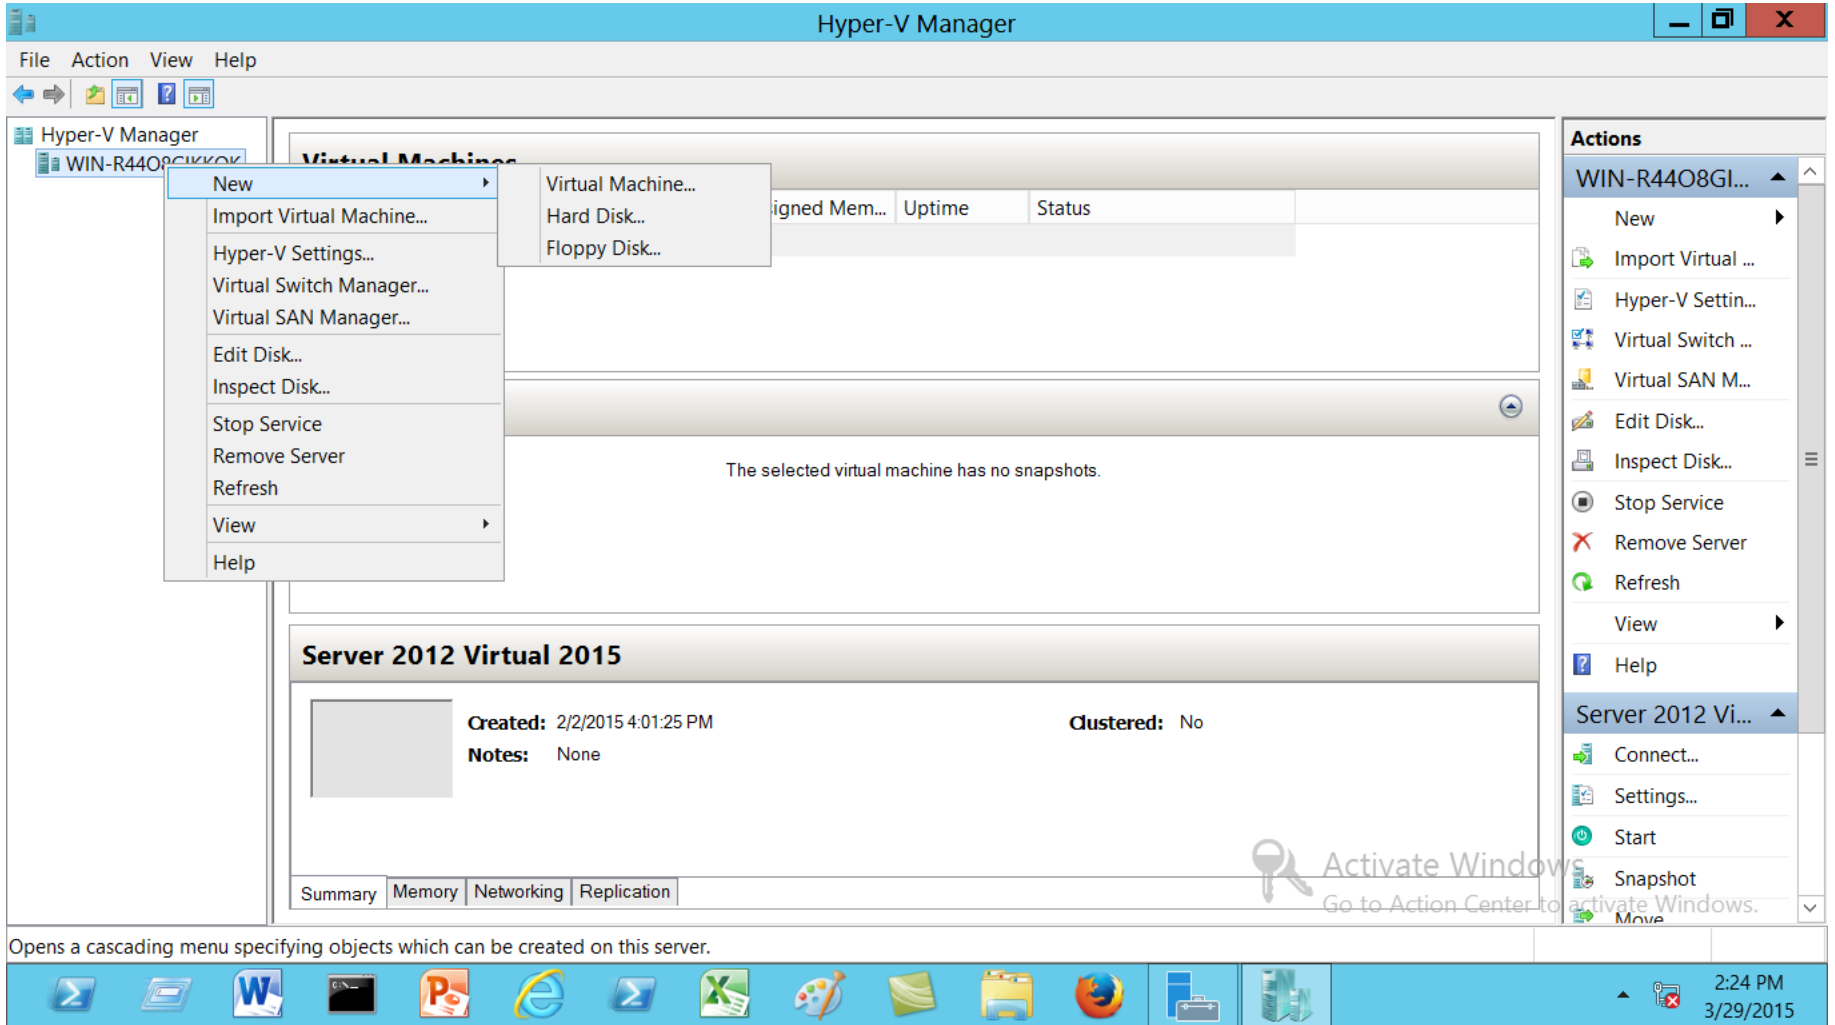 Hyper-V Manager
File Action View Help
Hyper-V Manager
WIN-R44O8GIKKOK
New
Import Virtual Machine...
Hyper-V Settings...
Virtual Switch Manager...
Virtual SAN Manager...
Edit Disk...
Inspect Disk...
Stop Service
Remove Server
Refresh
View
Help
Virtual Machine...
Hard Disk...
Floppy Disk...
Virtual Machines
signed Mem... Uptime Status
The selected virtual machine has no snapshots.
Server 2012 Virtual 2015
Created: 2/2/2015 4:01:25 PM Clustered: No
Notes: None
Summary Memory Networking Replication
Actions
WIN-R44O8GI...
New
Import Virtual ...
Hyper-V Settin...
Virtual Switch ...
Virtual SAN M...
Edit Disk...
Inspect Disk...
Stop Service
Remove Server
Refresh
View
Help
Server 2012 Vi...
Connect...
Settings...
Start
Snapshot
Move
Activate Windows
Go to Action Center to activate Windows.
Opens a cascading menu specifying objects which can be created on this server.
2:24 PM
3/29/2015